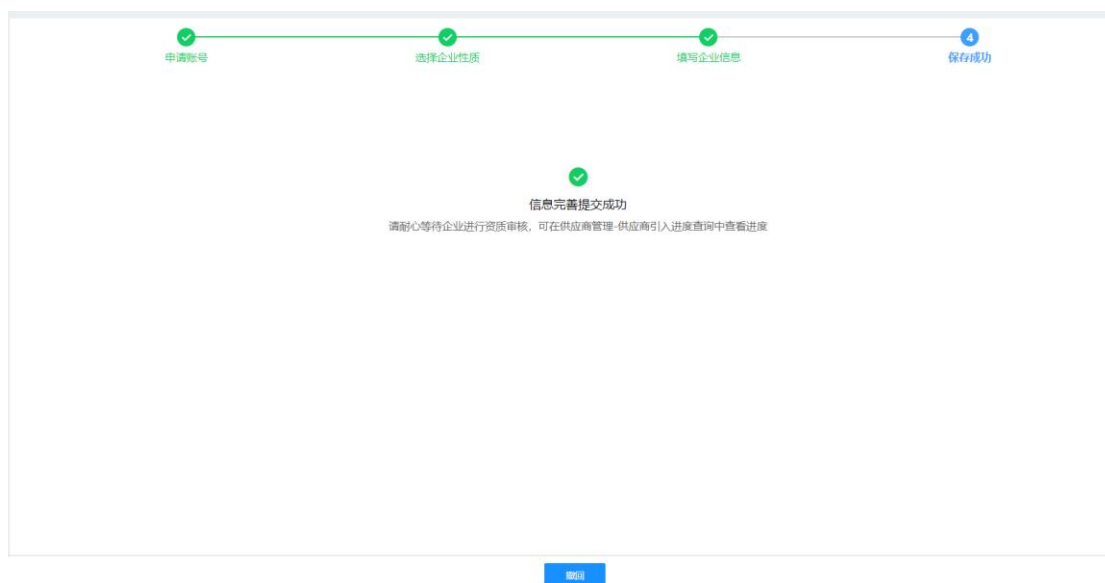 4
申请账号
选择企业性质
填写企业信息
保存成功
信息完善提交成功
请耐心等待企业进行资质审核，可在供应商管理-供应商引入进度查询中查看进度
撤回